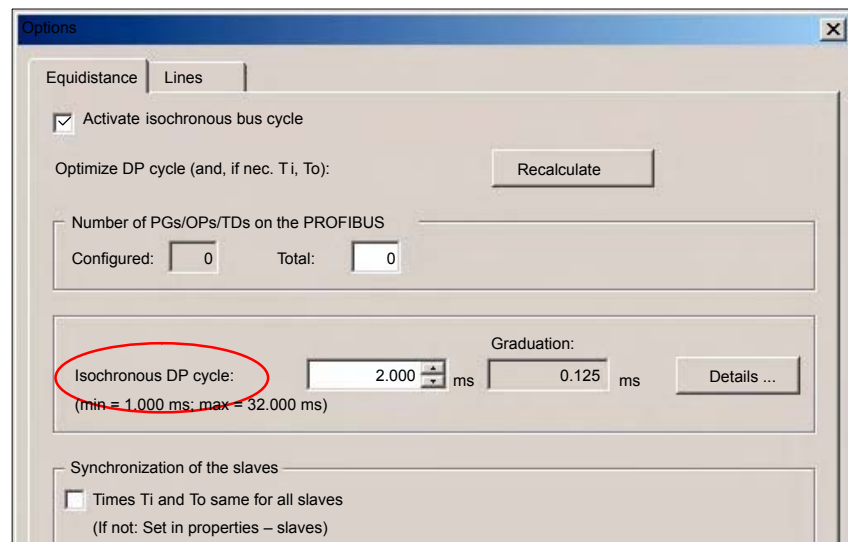 Options
Equidistance Lines
Activate isochronous bus cycle
Optimize DP cycle (and, if nec. Ti, To): Recalculate
Number of PGs/OPs/TDs on the PROFIBUS
Configured: 0 Total: 0
Graduation:
Isochronous DP cycle: 2.000 ms 0.125 ms Details ...
(min = 1.000 ms; max = 32.000 ms)
Synchronization of the slaves
Times Ti and To same for all slaves
(If not: Set in properties – slaves)